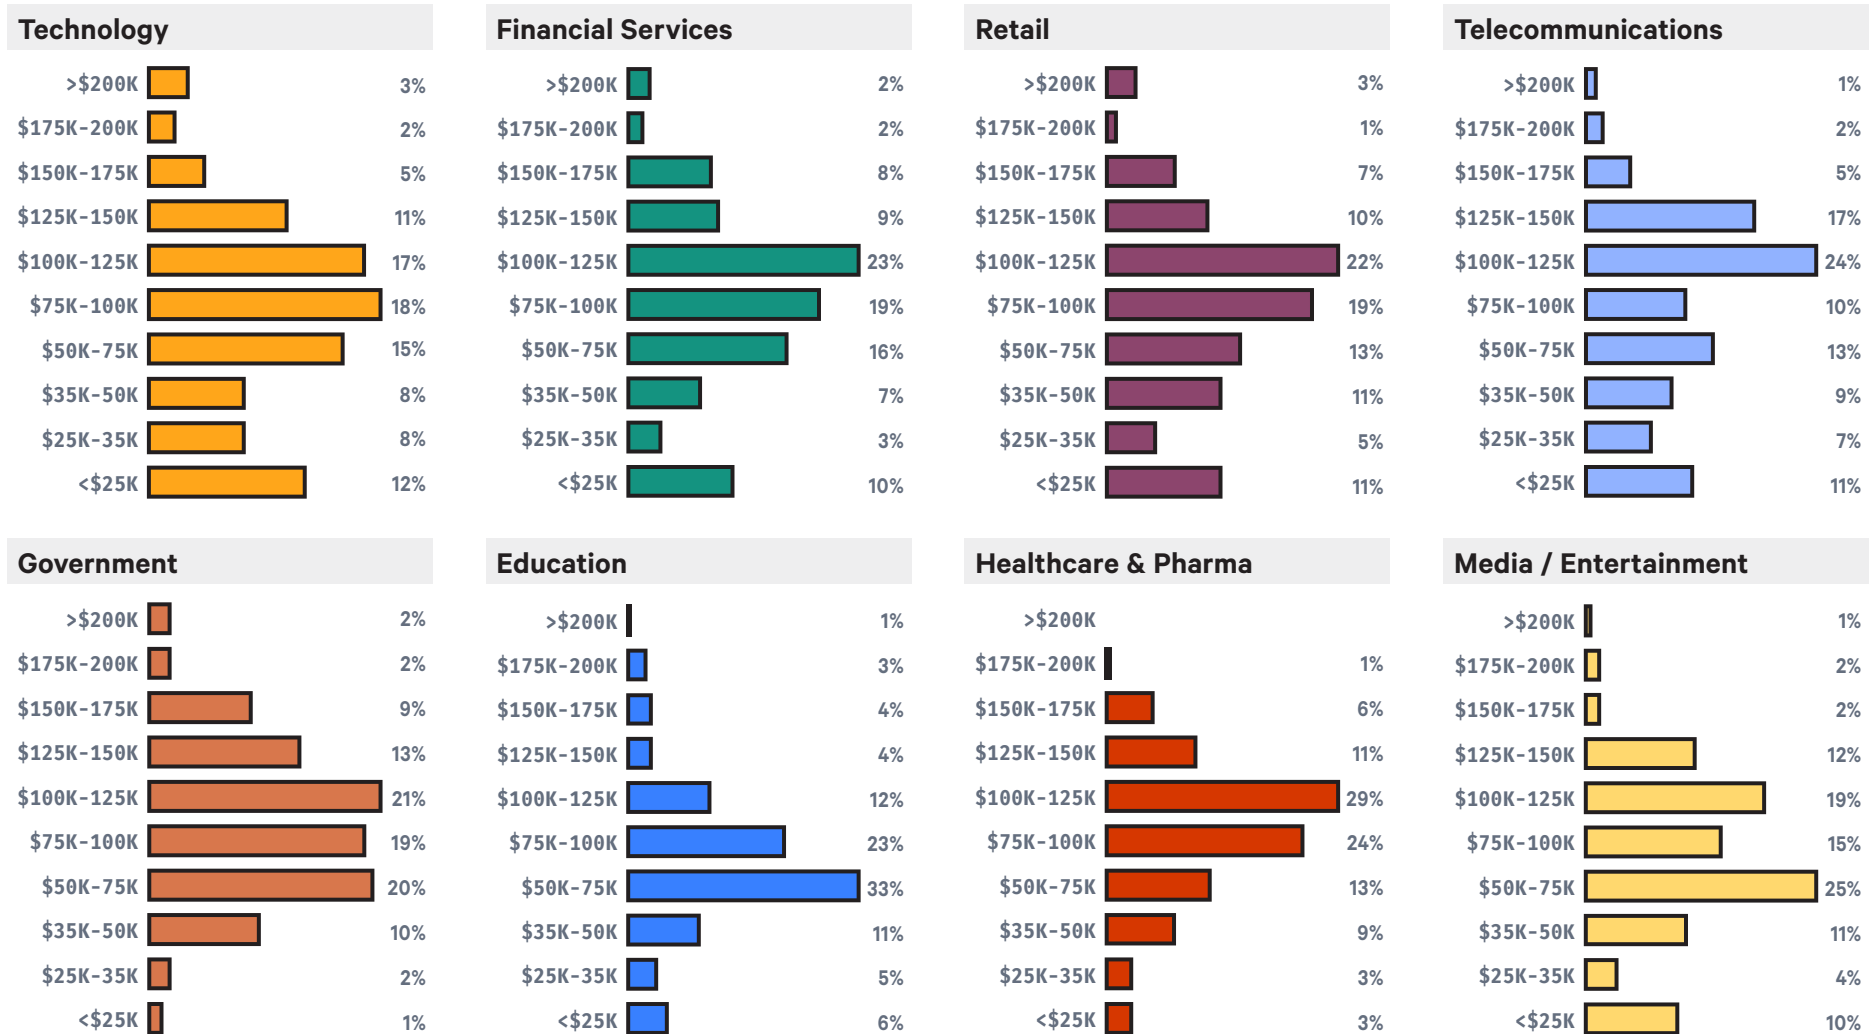 Technology
>$200K 3%
$175K-200K 2%
$150K-175K 5%
$125K-150K 11%
$100K-125K 17%
$75K-100K 18%
$50K-75K 15%
$35K-50K 8%
$25K-35K 8%
<$25K 12%
Financial Services
>$200K 2%
$175K-200K 2%
$150K-175K 8%
$125K-150K 9%
$100K-125K 23%
$75K-100K 19%
$50K-75K 16%
$35K-50K 7%
$25K-35K 3%
<$25K 10%
Retail
>$200K 3%
$175K-200K 1%
$150K-175K 7%
$125K-150K 10%
$100K-125K 22%
$75K-100K 19%
$50K-75K 13%
$35K-50K 11%
$25K-35K 5%
<$25K 11%
Telecommunications
>$200K 1%
$175K-200K 2%
$150K-175K 5%
$125K-150K 17%
$100K-125K 24%
$75K-100K 10%
$50K-75K 13%
$35K-50K 9%
$25K-35K 7%
<$25K 11%
Government
>$200K 2%
$175K-200K 2%
$150K-175K 9%
$125K-150K 13%
$100K-125K 21%
$75K-100K 19%
$50K-75K 20%
$35K-50K 10%
$25K-35K 2%
<$25K 1%
Education
>$200K 1%
$175K-200K 3%
$150K-175K 4%
$125K-150K 4%
$100K-125K 12%
$75K-100K 23%
$50K-75K 33%
$35K-50K 11%
$25K-35K 5%
<$25K 6%
Healthcare & Pharma
>$200K
$175K-200K 1%
$150K-175K 6%
$125K-150K 11%
$100K-125K 29%
$75K-100K 24%
$50K-75K 13%
$35K-50K 9%
$25K-35K 3%
<$25K 3%
Media / Entertainment
>$200K 1%
$175K-200K 2%
$150K-175K 2%
$125K-150K 12%
$100K-125K 19%
$75K-100K 15%
$50K-75K 25%
$35K-50K 11%
$25K-35K 4%
<$25K 10%